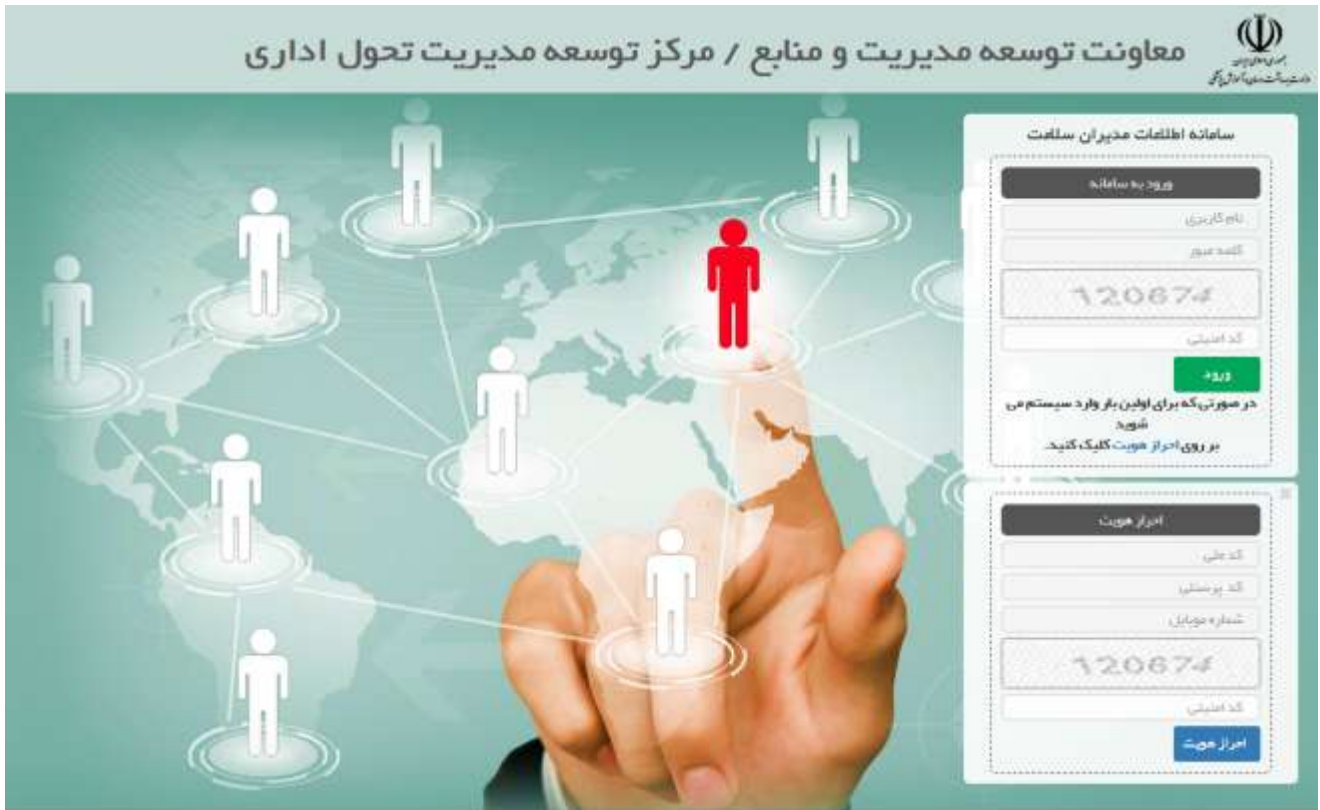 معاونت توسعه مدیریت و منابع / مرکز توسعه مدیریت تحول اداری
سامانه اطلاعات مدیران سلامت
ورود به سامانه
نام کاربری
کلمه عبور
120674
کد امنیتی
ورود
در صورتی که برای اولین بار وارد سیستم می
شوید
بر روی احراز هویت کلیک کنید.
احراز هویت
کد ملی
کد پرسنلی
شماره موبایل
120674
کد امنیتی
احراز هویت